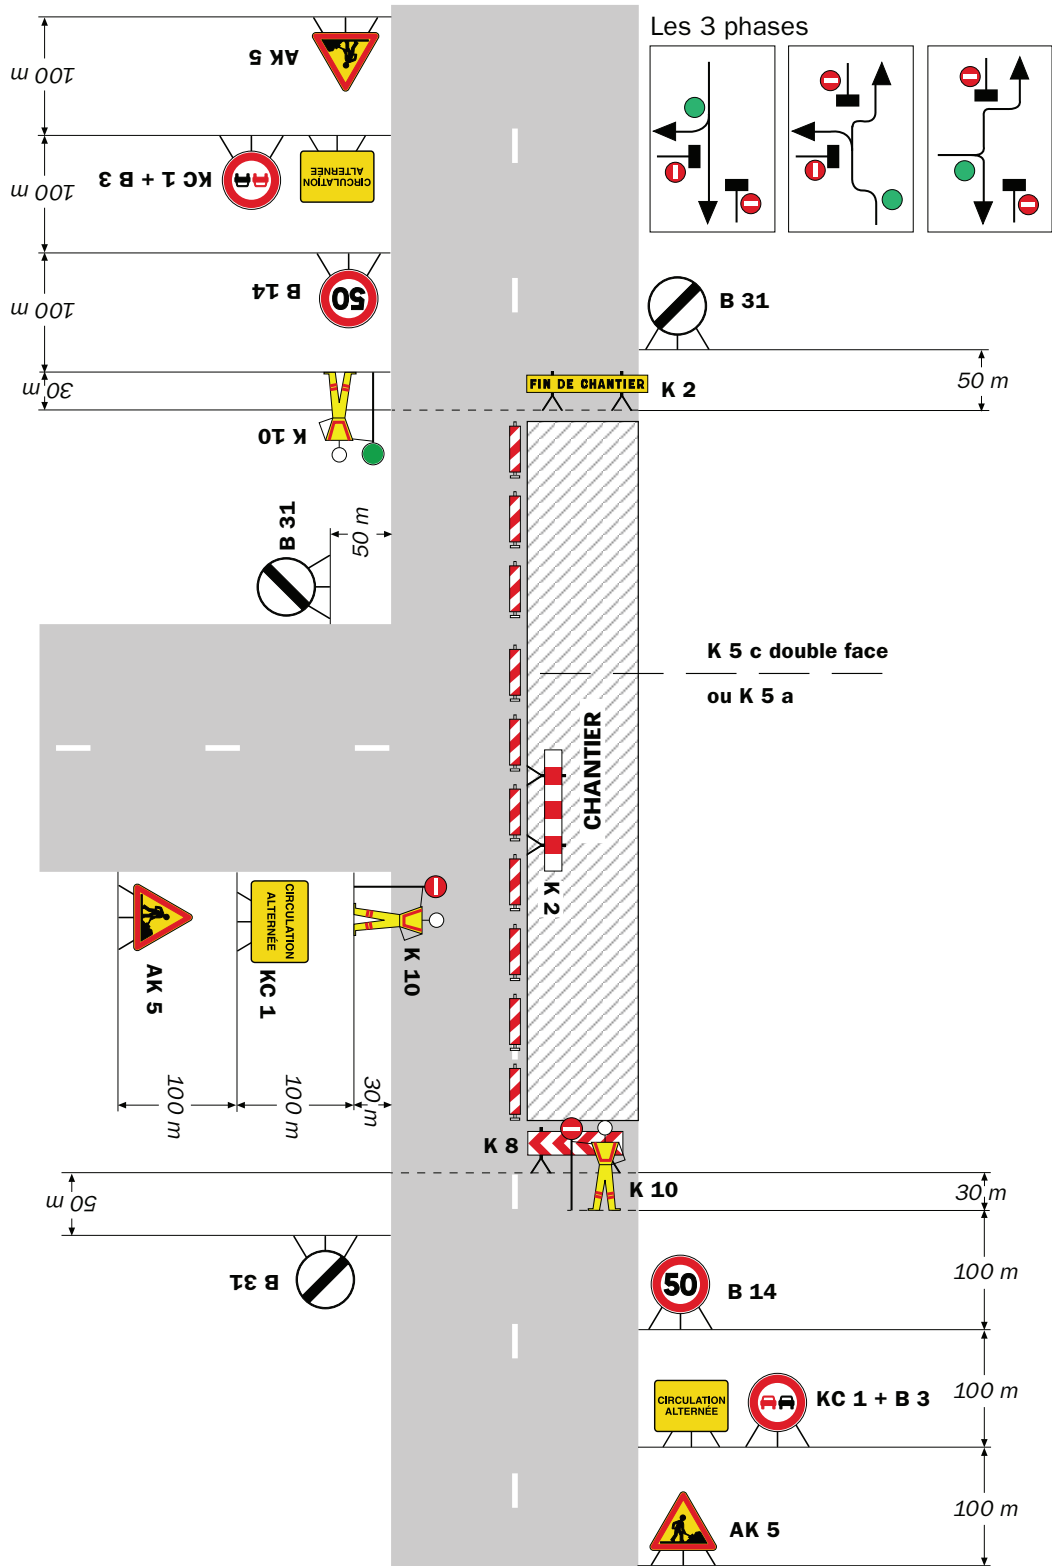 Les 3 phases
AK 5
100 m
KC 1 + B 3
CIRCULATION
ALTERNÉE
100 m
B 14
50
100 m
K 10
30 m
B 31
50 m
FIN DE CHANTIER
K 2
B 31
50 m
K 5 c double face
ou K 5 a
CHANTIER
K 2
AK 5
CIRCULATION
ALTERNÉE
KC 1
K 10
100 m
100 m
30 m
K 8
K 10
30 m
50 m
B 31
50
B 14
100 m
CIRCULATION
ALTERNÉE
KC 1 + B 3
100 m
AK 5
100 m